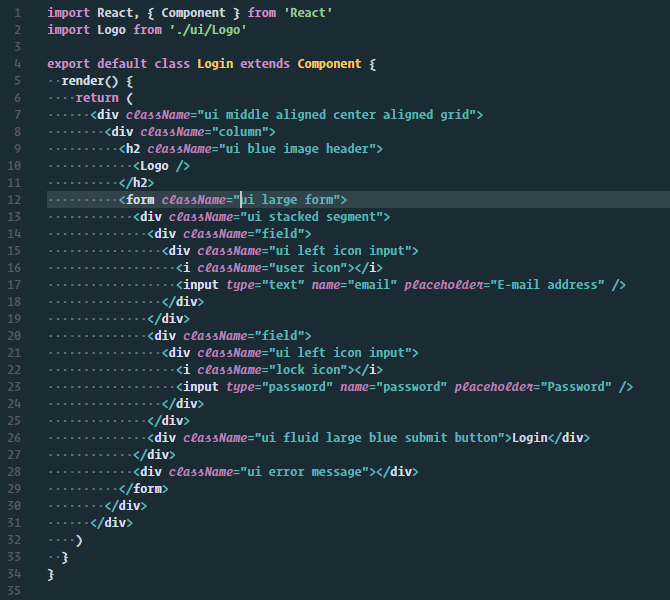 1 import React, { Component } from 'React'
2 import Logo from './ui/Logo'
3
4 export default class Login extends Component {
5   render() {
6     return (
7       <div className="ui middle aligned center aligned grid">
8         <div className="column">
9           <h2 className="ui blue image header">
10             <Logo />
11           </h2>
12           <form className="ui large form">
13             <div className="ui stacked segment">
14               <div className="field">
15                 <div className="ui left icon input">
16                   <i className="user icon"></i>
17                   <input type="text" name="email" placeholder="E-mail address" />
18                 </div>
19               </div>
20               <div className="field">
21                 <div className="ui left icon input">
22                   <i className="lock icon"></i>
23                   <input type="password" name="password" placeholder="Password" />
24                 </div>
25               </div>
26               <div className="ui fluid large blue submit button">Login</div>
27             </div>
28             <div className="ui error message"></div>
29           </form>
30         </div>
31       </div>
32     )
33   }
34 }
35